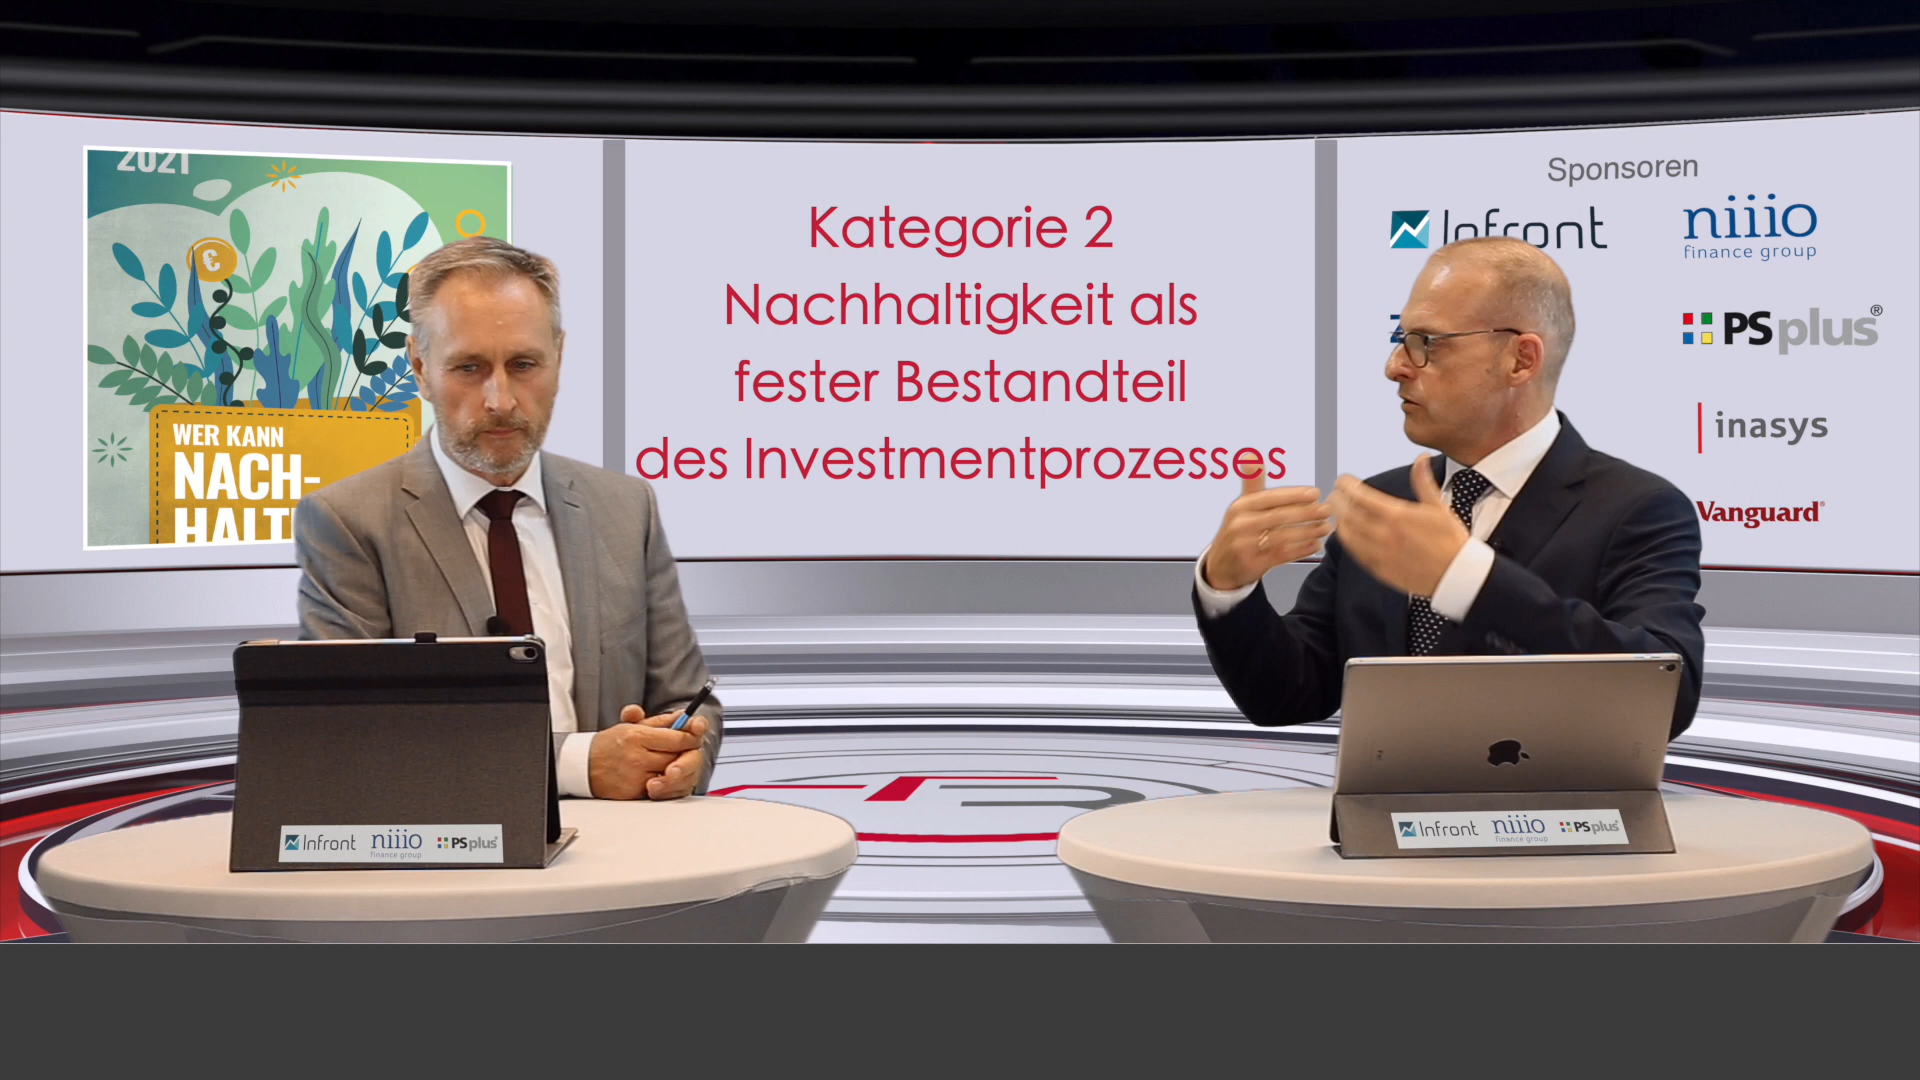 2021
WER KANN
NACH-
Kategorie 2
Nachhaltigkeit als
fester Bestandteil
des Investmentprozesses
Sponsoren
Infront
niiio
finance group
PSplus®
inasys
Vanguard®
Infront niiio finance group PSplus
Infront niiio finance group PSplus